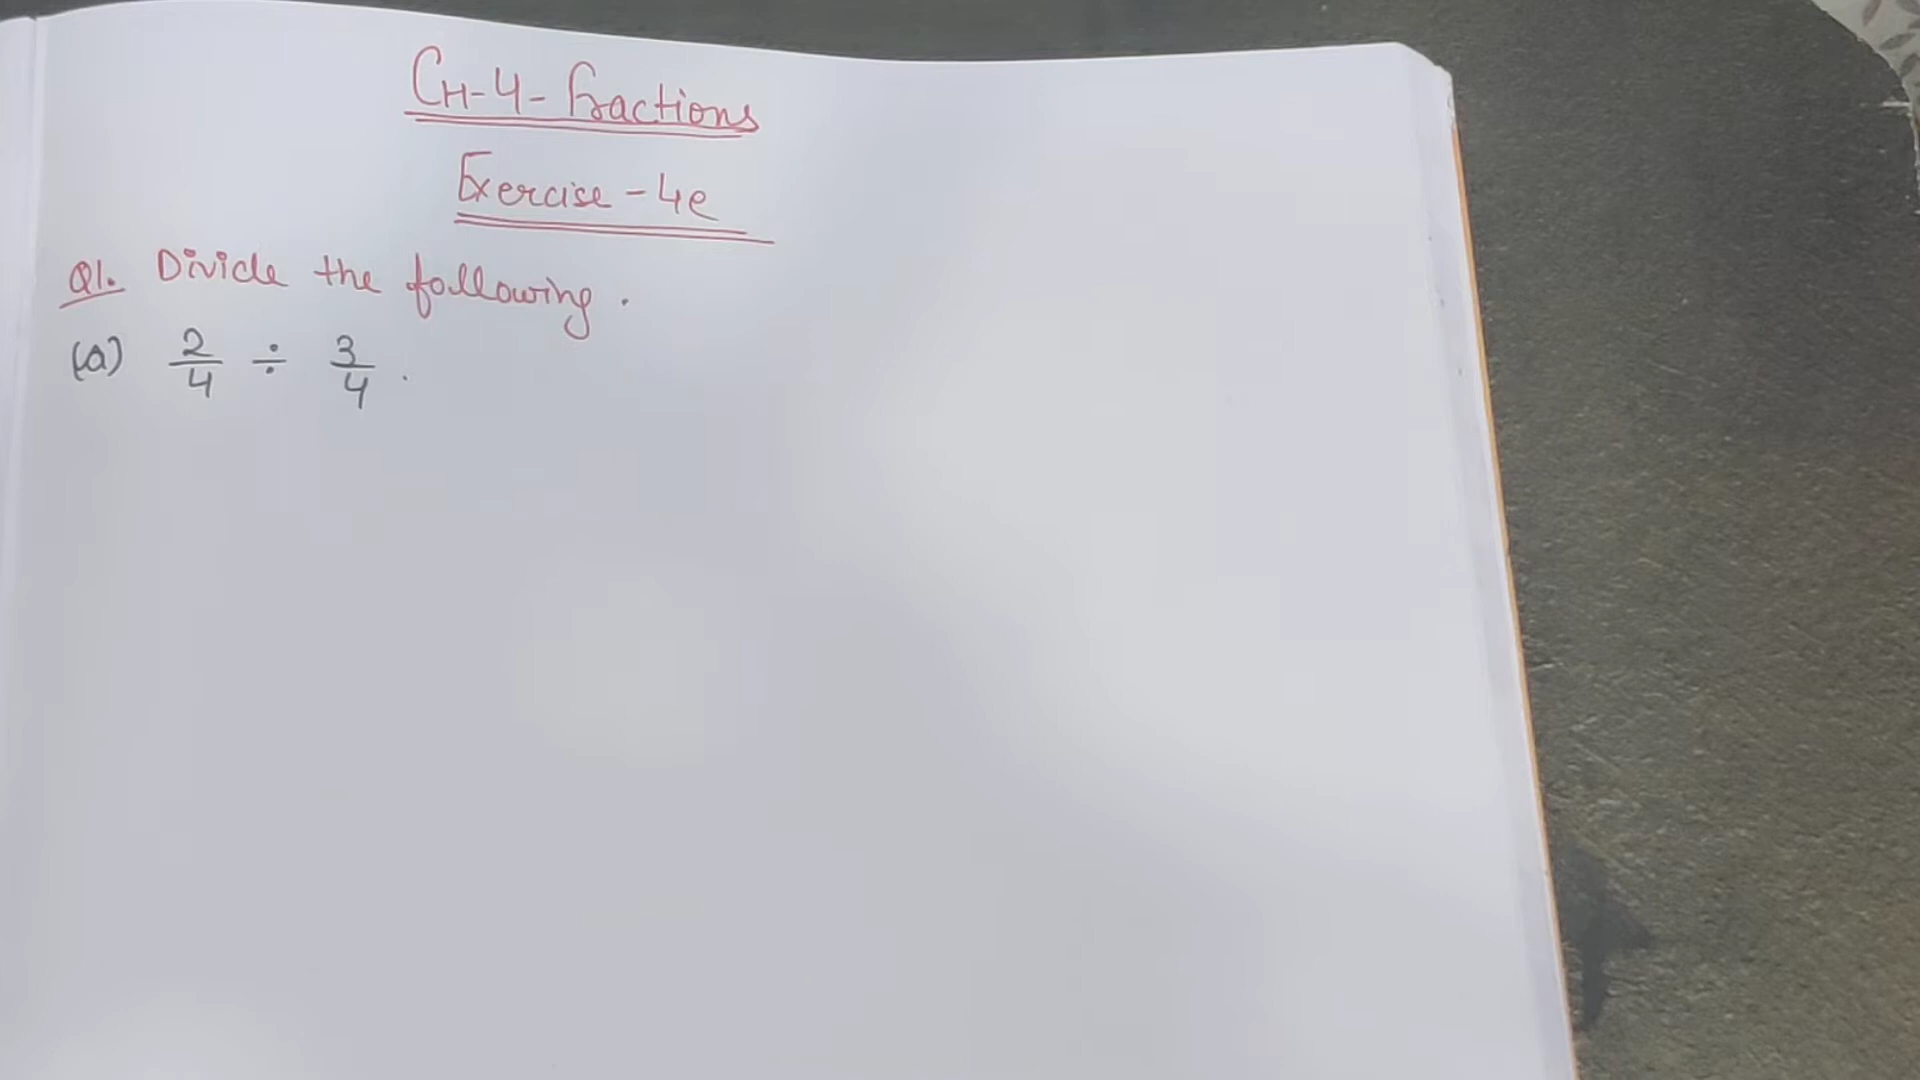 CH-4- Fractions
Exercise - 4e
Q1. Divide the following.
(a) 2/4 ÷ 3/4.